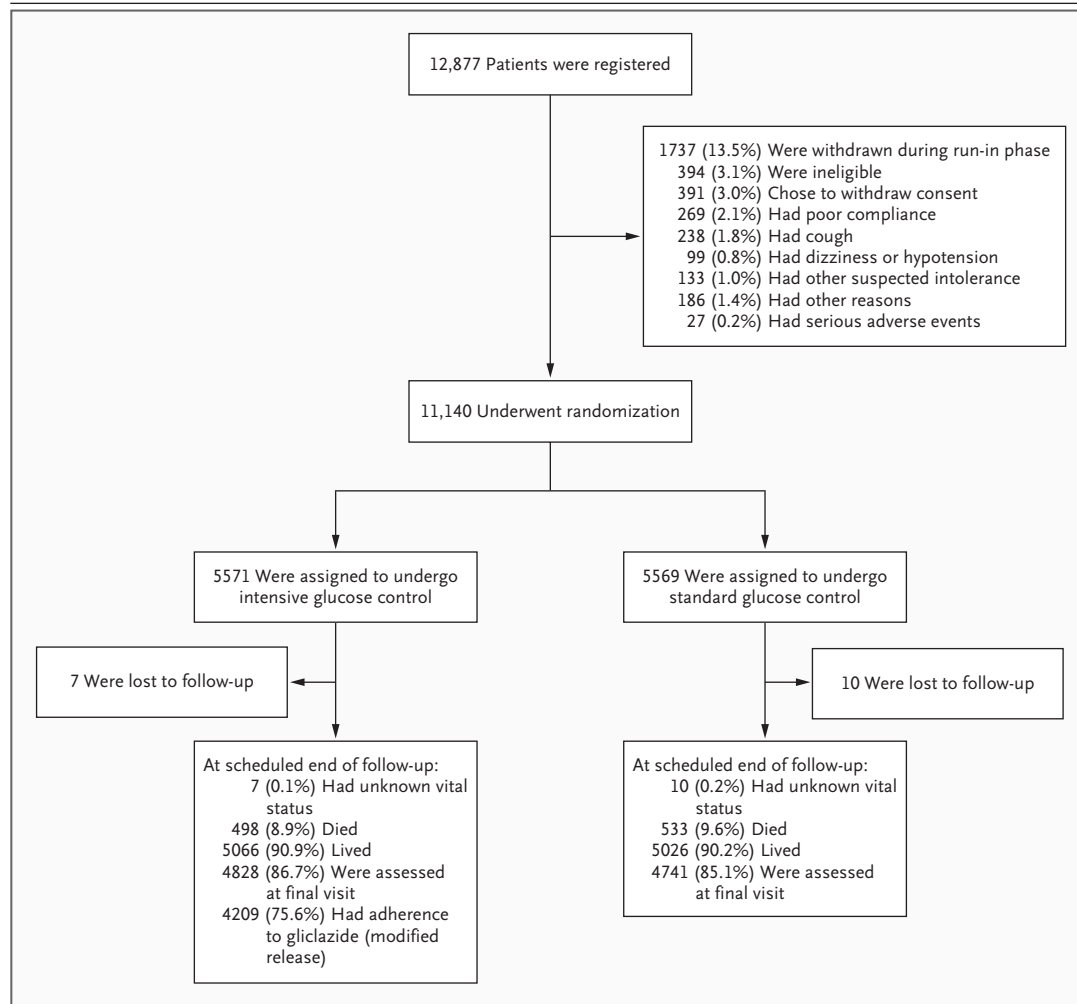 12,877 Patients were registered
1737 (13.5%) Were withdrawn during run-in phase
394 (3.1%) Were ineligible
391 (3.0%) Chose to withdraw consent
269 (2.1%) Had poor compliance
238 (1.8%) Had cough
99 (0.8%) Had dizziness or hypotension
133 (1.0%) Had other suspected intolerance
186 (1.4%) Had other reasons
27 (0.2%) Had serious adverse events
11,140 Underwent randomization
5571 Were assigned to undergo
intensive glucose control
5569 Were assigned to undergo
standard glucose control
7 Were lost to follow-up
10 Were lost to follow-up
At scheduled end of follow-up:
7 (0.1%) Had unknown vital
status
498 (8.9%) Died
5066 (90.9%) Lived
4828 (86.7%) Were assessed
at final visit
4209 (75.6%) Had adherence
to gliclazide (modified
release)
At scheduled end of follow-up:
10 (0.2%) Had unknown vital
status
533 (9.6%) Died
5026 (90.2%) Lived
4741 (85.1%) Were assessed
at final visit